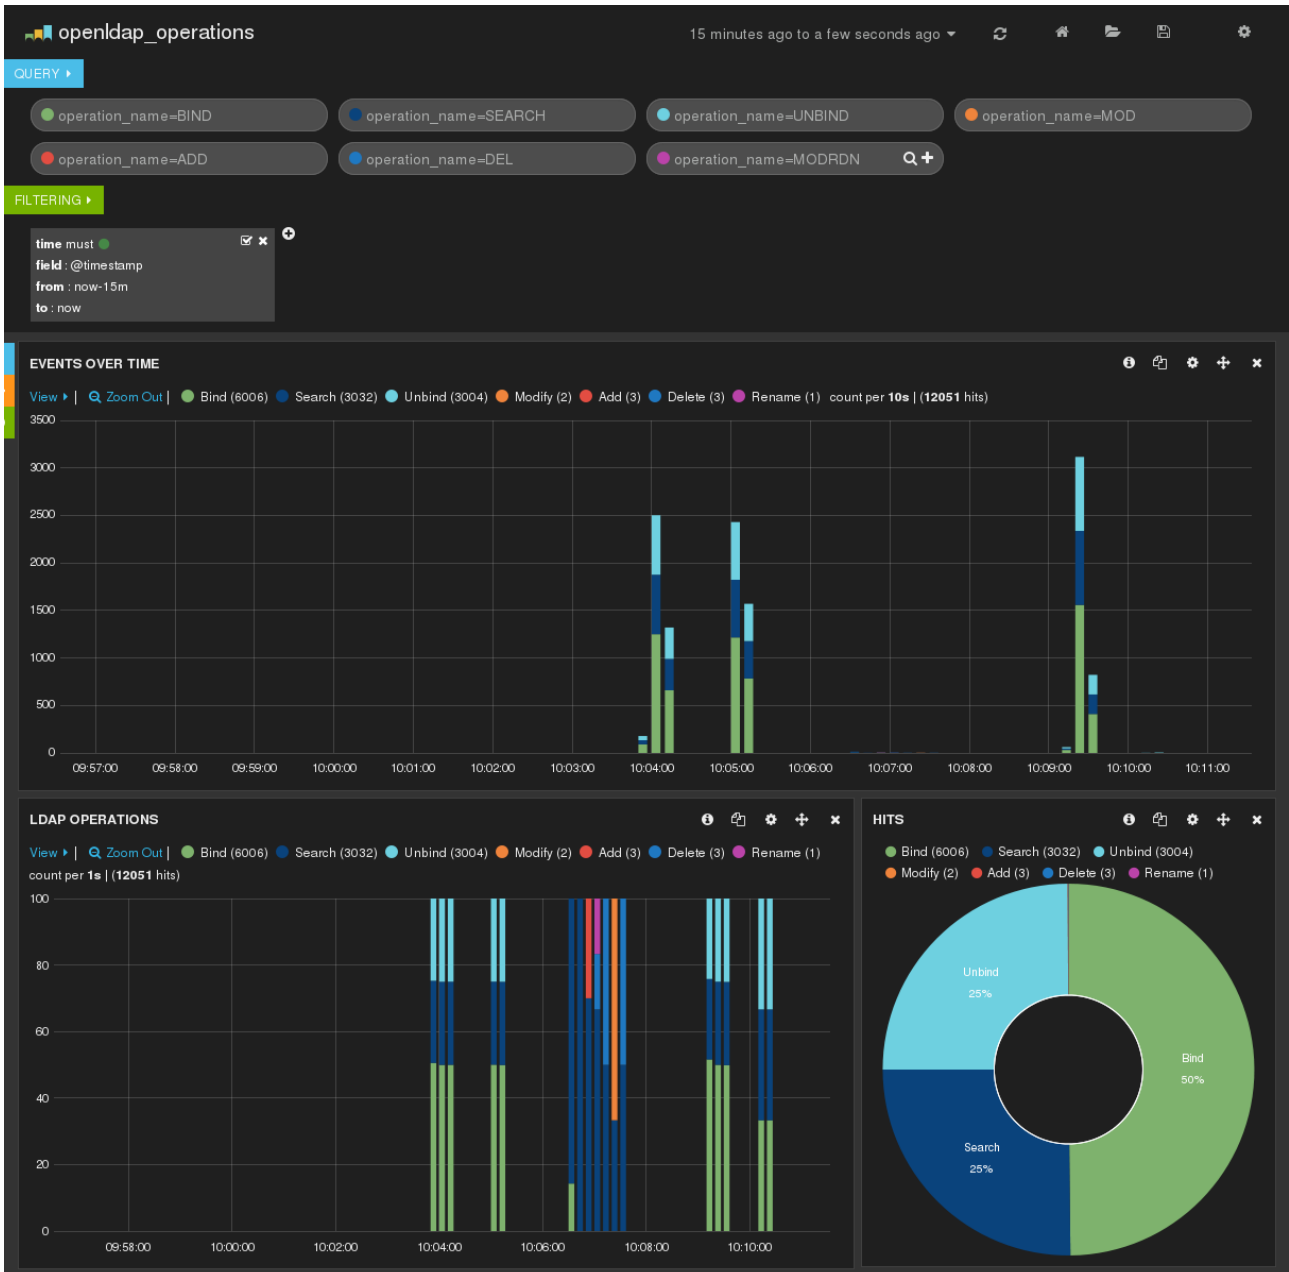 openldap_operations
15 minutes ago to a few seconds ago
QUERY
operation_name=BIND
operation_name=SEARCH
operation_name=UNBIND
operation_name=MOD
operation_name=ADD
operation_name=DEL
operation_name=MODRDN
FILTERING
time must
field : @timestamp
from : now-15m
to : now
EVENTS OVER TIME
View | Zoom Out | Bind (6006) Search (3032) Unbind (3004) Modify (2) Add (3) Delete (3) Rename (1) count per 10s | (12051 hits)
3500
3000
2500
2000
1500
1000
500
0
09:57:00 09:58:00 09:59:00 10:00:00 10:01:00 10:02:00 10:03:00 10:04:00 10:05:00 10:06:00 10:07:00 10:08:00 10:09:00 10:10:00 10:11:00
LDAP OPERATIONS
View | Zoom Out | Bind (6006) Search (3032) Unbind (3004) Modify (2) Add (3) Delete (3) Rename (1)
count per 1s | (12051 hits)
100
80
60
40
20
0
09:58:00 10:00:00 10:02:00 10:04:00 10:06:00 10:08:00 10:10:00
HITS
Bind (6006) Search (3032) Unbind (3004)
Modify (2) Add (3) Delete (3) Rename (1)
Unbind
25%
Bind
50%
Search
25%